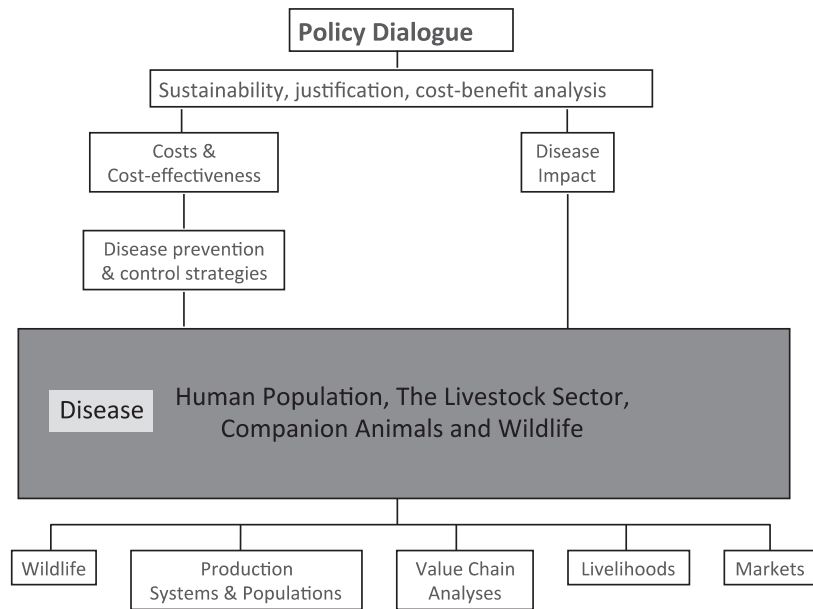 Policy Dialogue
Sustainability, justification, cost-benefit analysis
Costs &
Cost-effectiveness
Disease
Impact
Disease prevention
& control strategies
Disease
Human Population, The Livestock Sector,
Companion Animals and Wildlife
Wildlife
Production
Systems & Populations
Value Chain
Analyses
Livelihoods
Markets